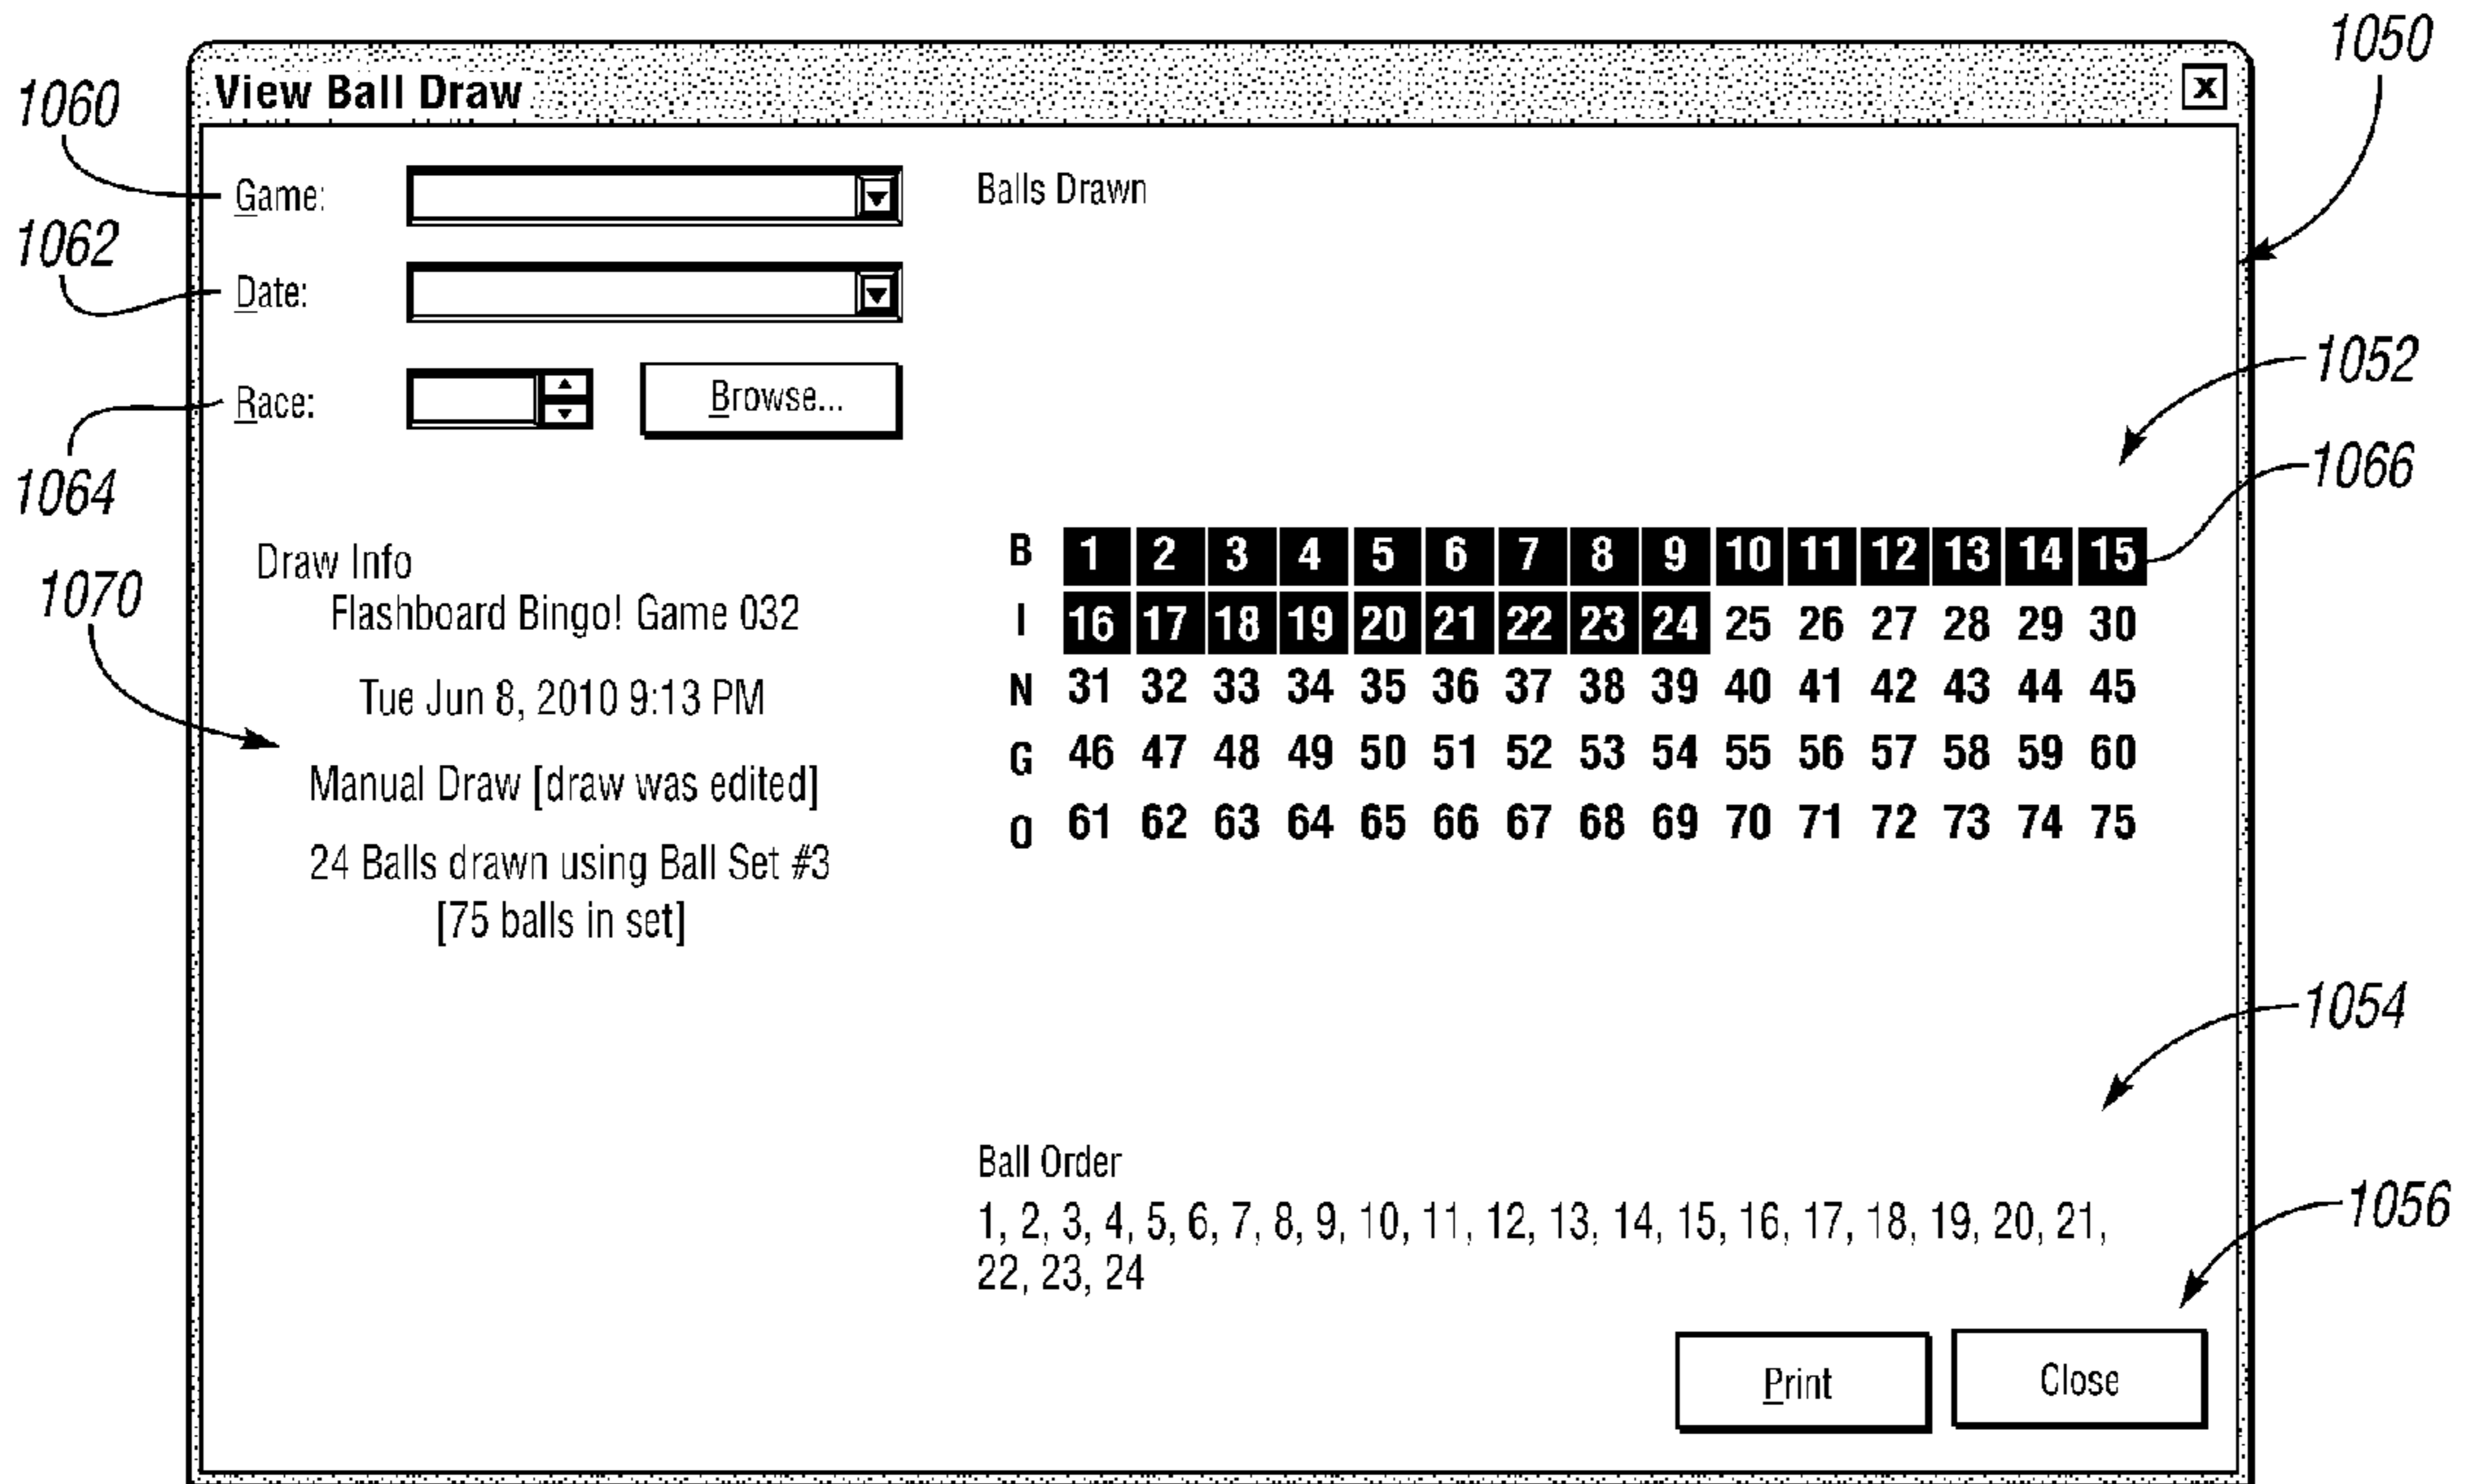 1050
View Ball Draw
x
1060
Game:
Balls Drawn
1062
Date:
1052
Race:
Browse...
1066
1064
Draw Info
B 1 2 3 4 5 6 7 8 9 10 11 12 13 14 15
1070
Flashboard Bingo! Game 032
I 16 17 18 19 20 21 22 23 24 25 26 27 28 29 30
Tue Jun 8, 2010 9:13 PM
N 31 32 33 34 35 36 37 38 39 40 41 42 43 44 45
Manual Draw [draw was edited]
G 46 47 48 49 50 51 52 53 54 55 56 57 58 59 60
24 Balls drawn using Ball Set #3
O 61 62 63 64 65 66 67 68 69 70 71 72 73 74 75
[75 balls in set]
1054
Ball Order
1, 2, 3, 4, 5, 6, 7, 8, 9, 10, 11, 12, 13, 14, 15, 16, 17, 18, 19, 20, 21,
22, 23, 24
1056
Print
Close